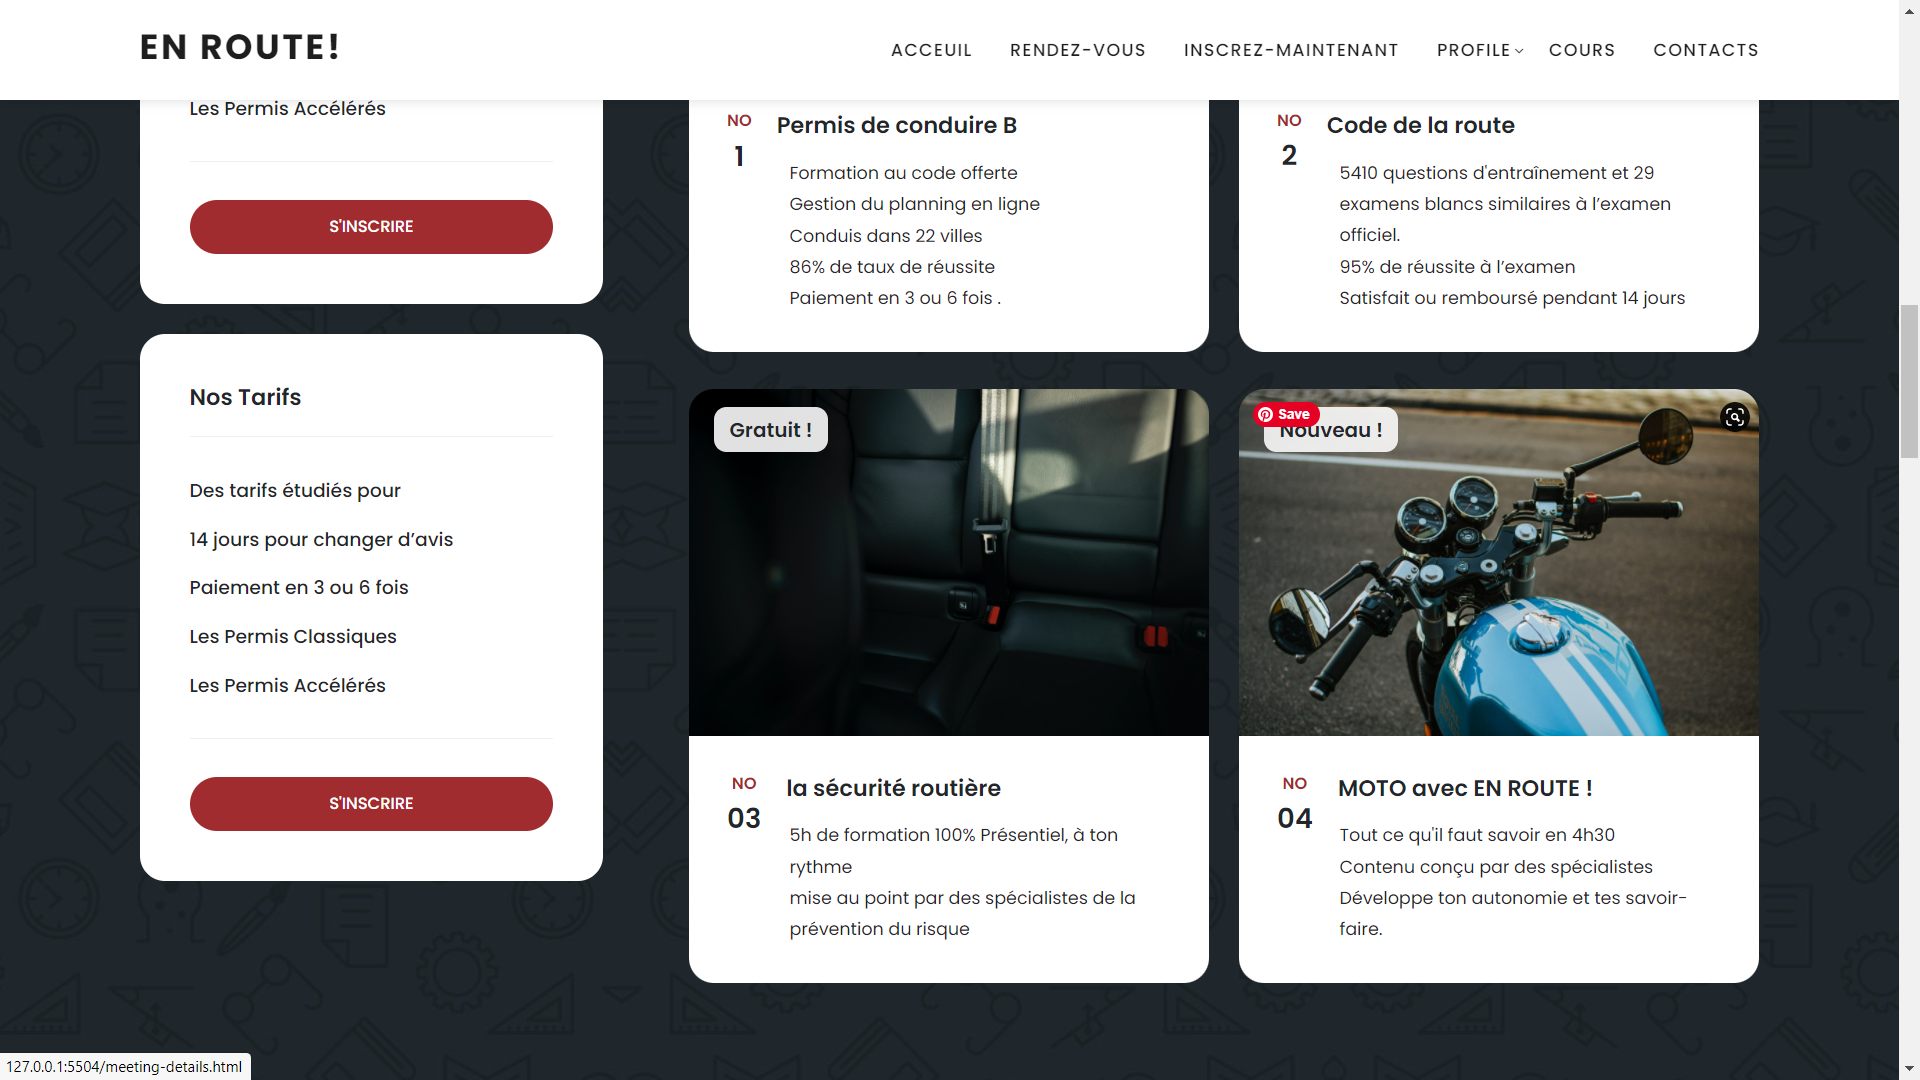 EN ROUTE!
ACCEUIL
RENDEZ-VOUS
INSCREZ-MAINTENANT
PROFILE
COURS
CONTACTS
Les Permis Accélérés
S'INSCRIRE
Nos Tarifs
Des tarifs étudiés pour
14 jours pour changer d’avis
Paiement en 3 ou 6 fois
Les Permis Classiques
Les Permis Accélérés
S'INSCRIRE
NO
1
Permis de conduire B
Formation au code offerte
Gestion du planning en ligne
Conduis dans 22 villes
86% de taux de réussite
Paiement en 3 ou 6 fois .
NO
2
Code de la route
5410 questions d'entraînement et 29
examens blancs similaires à l’examen
officiel.
95% de réussite à l’examen
Satisfait ou remboursé pendant 14 jours
Gratuit !
NO
03
la sécurité routière
5h de formation 100% Présentiel, à ton
rythme
mise au point par des spécialistes de la
prévention du risque
Save
Nouveau !
NO
04
MOTO avec EN ROUTE !
Tout ce qu'il faut savoir en 4h30
Contenu conçu par des spécialistes
Développe ton autonomie et tes savoir-
faire.
127.0.0.1:5504/meeting-details.html